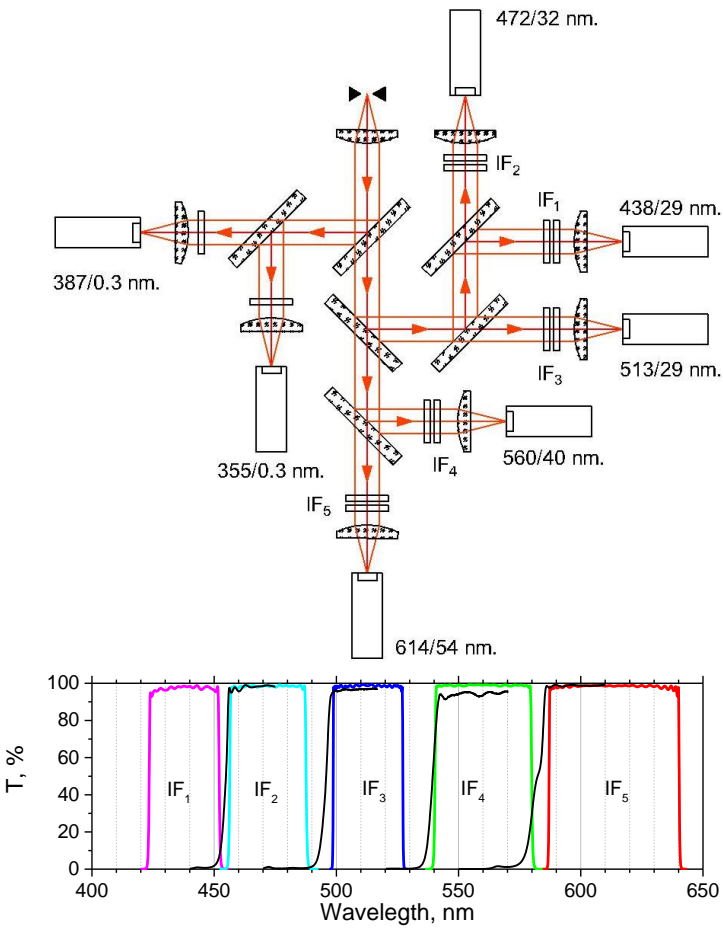 472/32 nm.
IF2
IF1
438/29 nm.
387/0.3 nm.
IF3
513/29 nm.
355/0.3 nm.
IF4
560/40 nm.
IF5
614/54 nm.
T, %
100
80
60
40
20
0
IF1
IF2
IF3
IF4
IF5
400
450
500
550
600
650
Wavelegth, nm